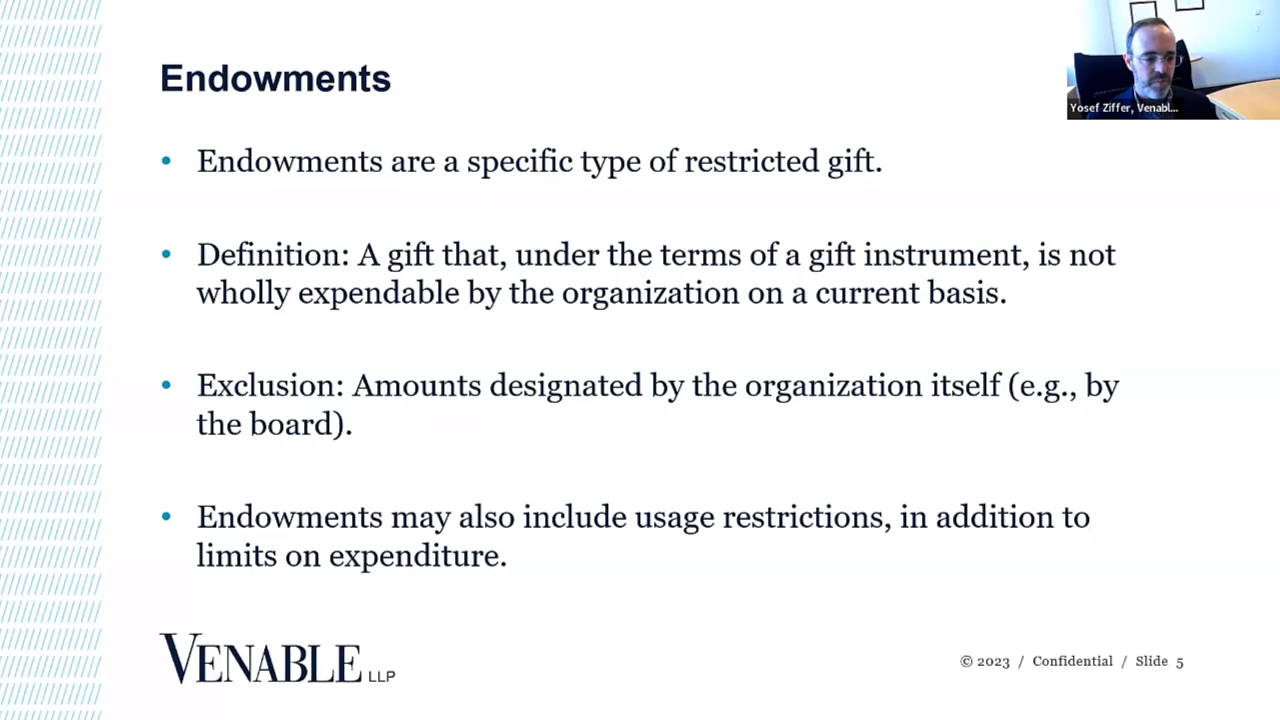 Endowments
Yosef Ziffer, Venabl...
• Endowments are a specific type of restricted gift.
• Definition: A gift that, under the terms of a gift instrument, is not
wholly expendable by the organization on a current basis.
• Exclusion: Amounts designated by the organization itself (e.g., by
the board).
• Endowments may also include usage restrictions, in addition to
limits on expenditure.
VENABLE LLP
© 2023 / Confidential / Slide 5